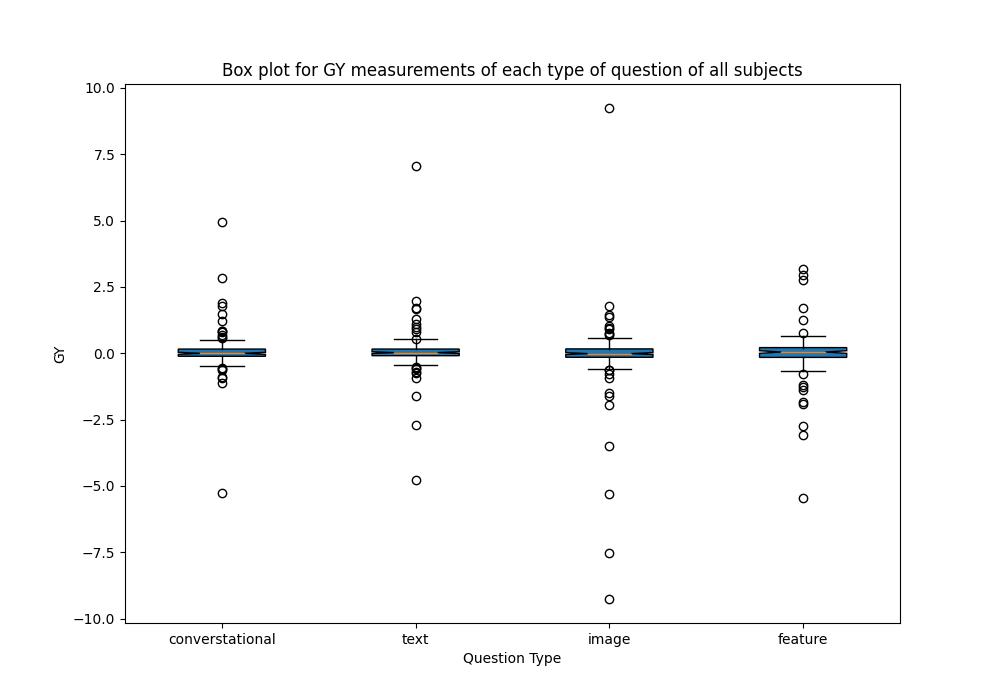 Box plot for GY measurements of each type of question of all subjects
10.0
7.5
5.0
2.5
0.0
−2.5
−5.0
−7.5
−10.0
GY
converstational text image feature
Question Type